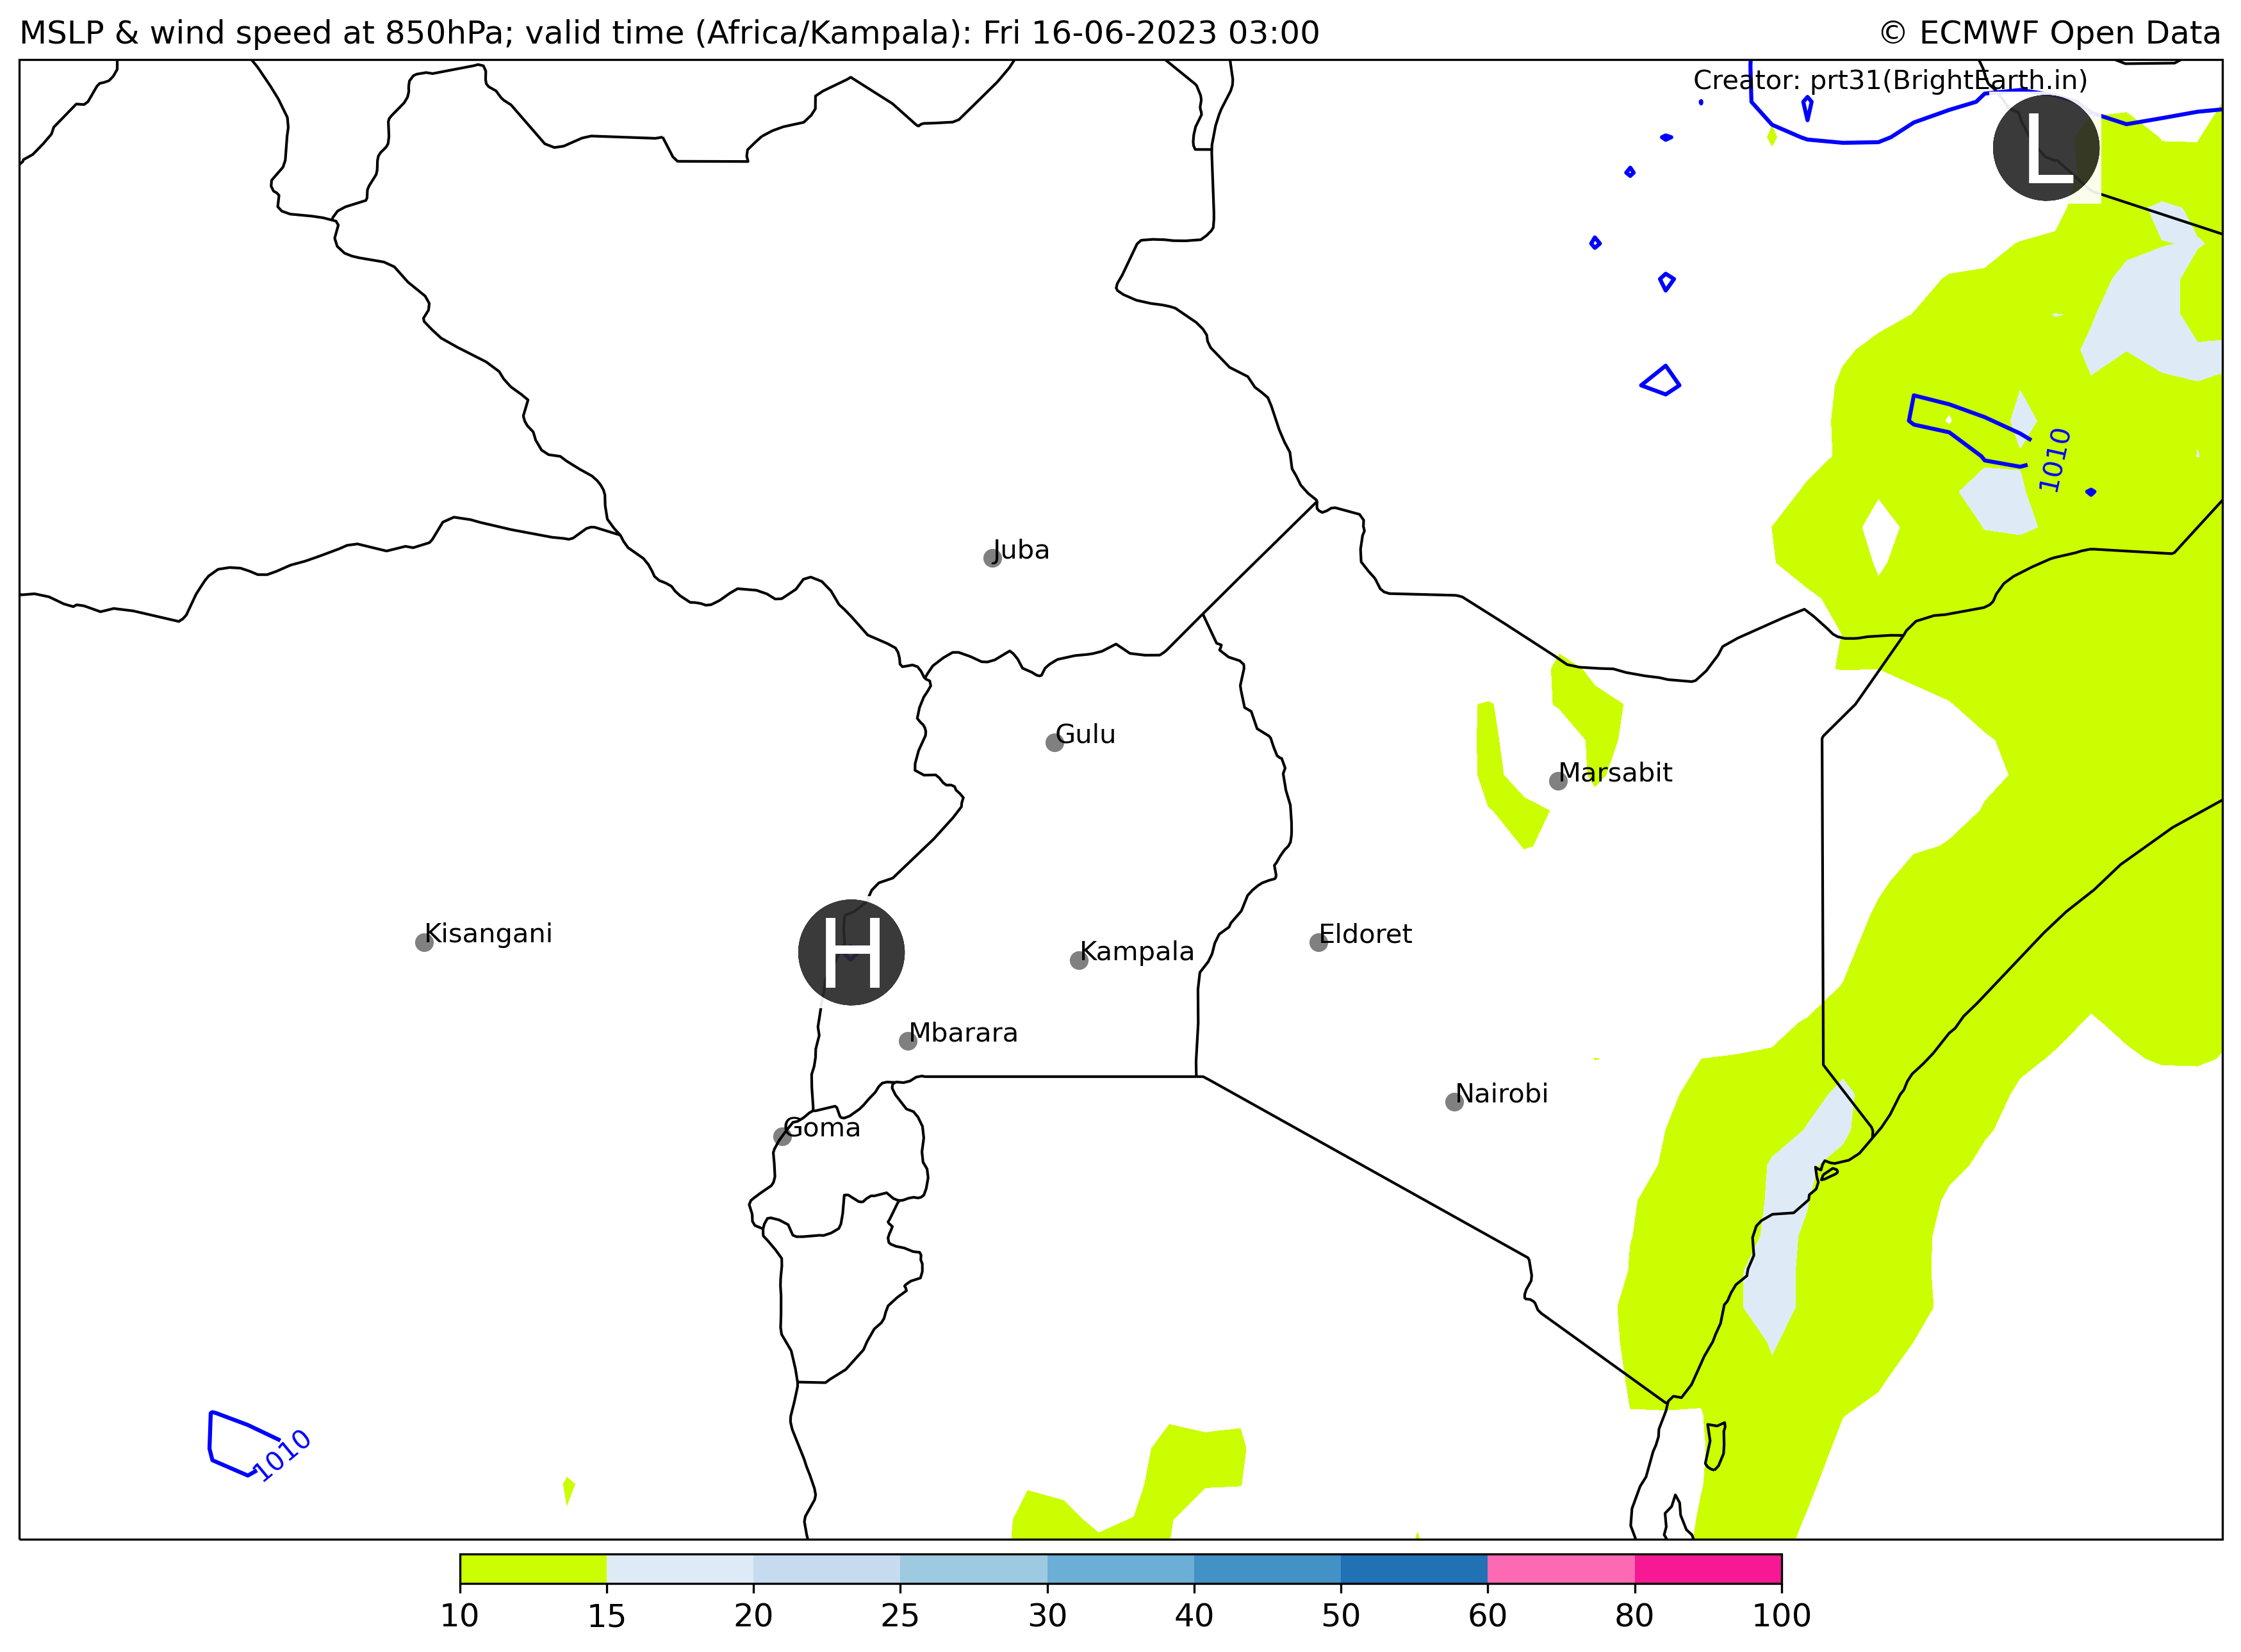 MSLP & wind speed at 850hPa; valid time (Africa/Kampala): Fri 16-06-2023 03:00
© ECMWF Open Data
Creator: prt31(BrightEarth.in)
L
1010
Juba
Gulu
Marsabit
Kisangani
H
Kampala
Eldoret
Mbarara
Nairobi
Goma
1010
10 15 20 25 30 40 50 60 80 100